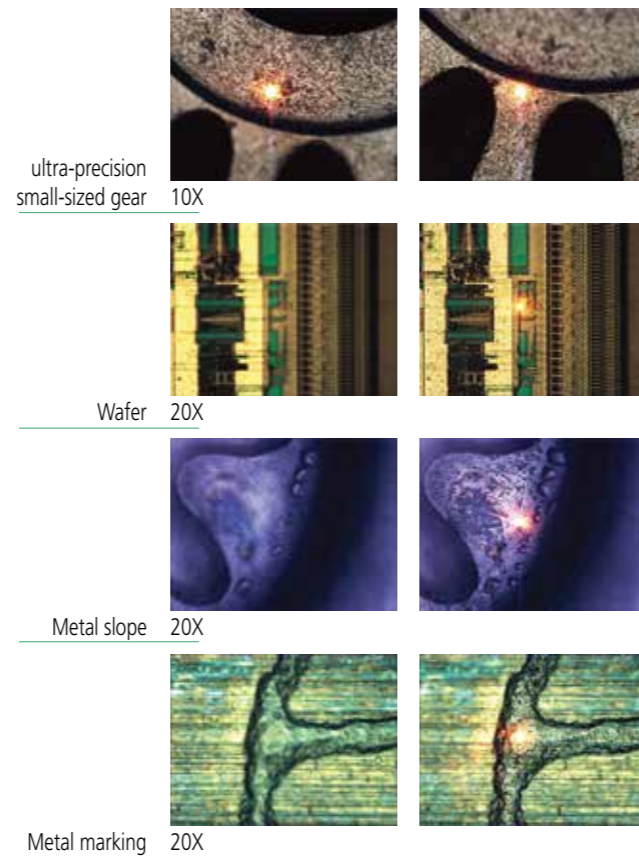 ultra-precision
small-sized gear 10X
Wafer 20X
Metal slope 20X
Metal marking 20X